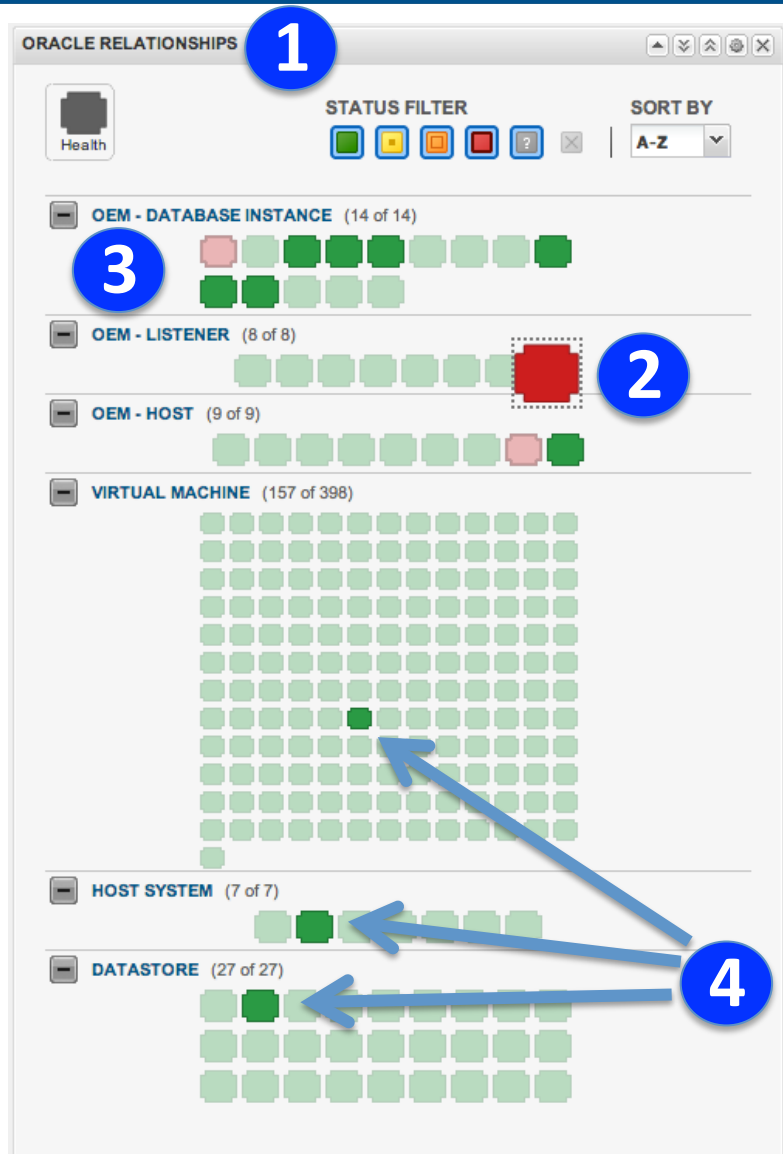 ORACLE RELATIONSHIPS
1
Health
STATUS FILTER
SORT BY
?
A-Z
OEM - DATABASE INSTANCE (14 of 14)
3
OEM - LISTENER (8 of 8)
2
OEM - HOST (9 of 9)
VIRTUAL MACHINE (157 of 398)
HOST SYSTEM (7 of 7)
DATASTORE (27 of 27)
4